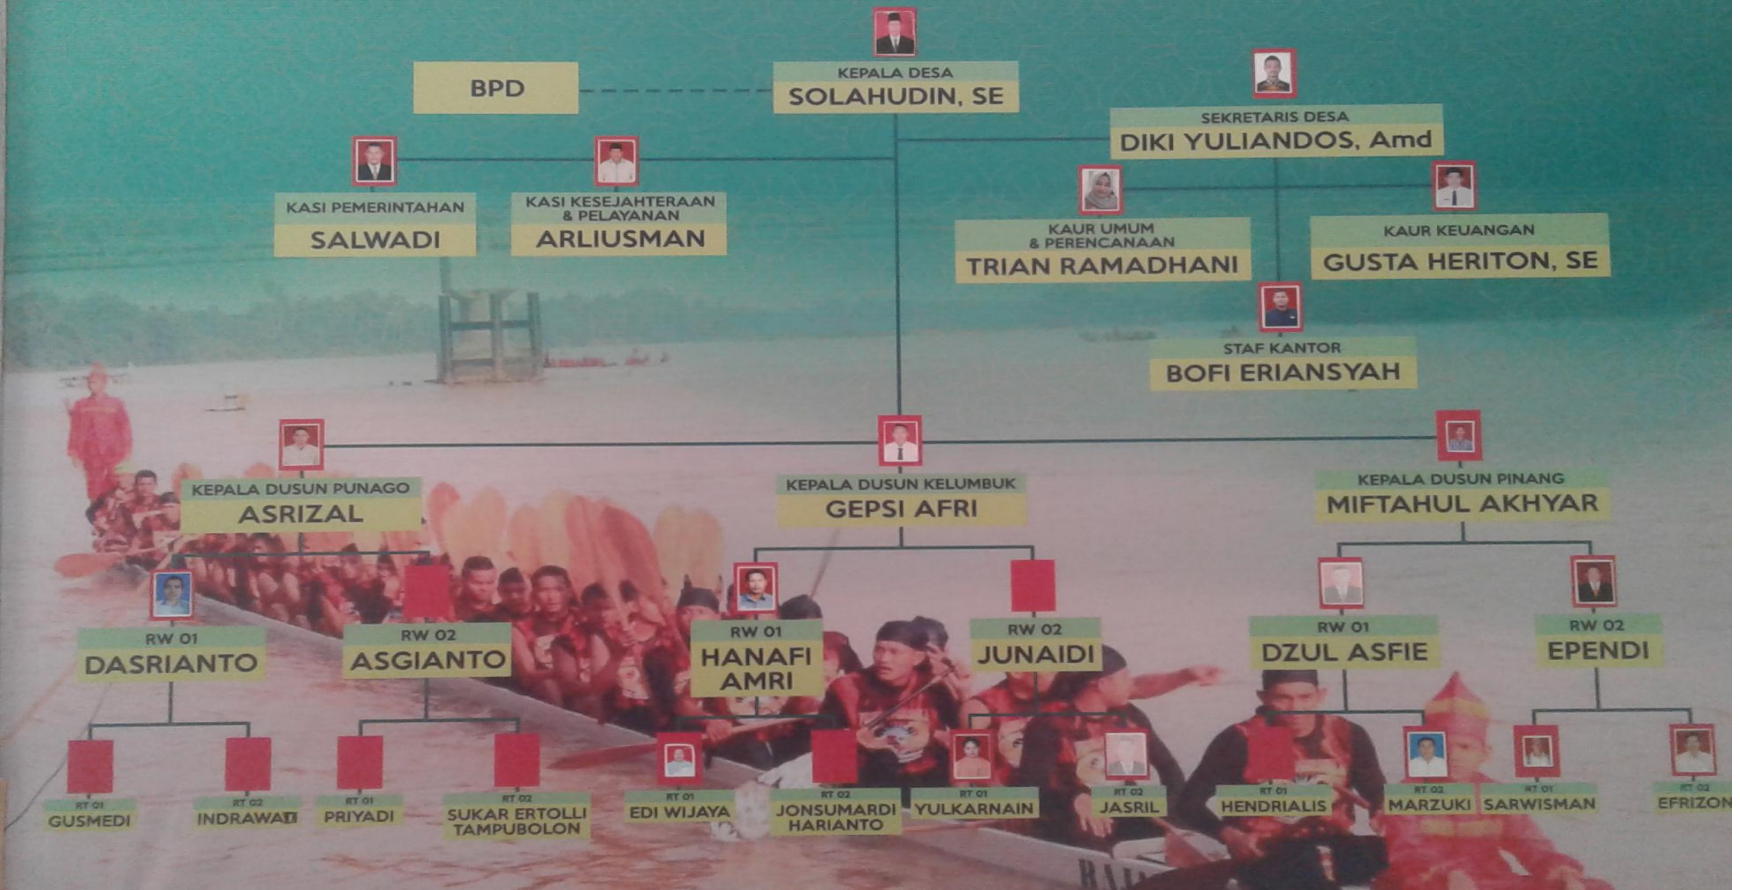 BPD
KEPALA DESA
SOLAHUDIN, SE
SEKRETARIS DESA
DIKI YULIANDOS, Amd
KASI PEMERINTAHAN
SALWADI
KASI KESEJAHTERAAN
& PELAYANAN
ARLIUSMAN
KAUR UMUM
& PERENCANAAN
TRIAN RAMADHANI
KAUR KEUANGAN
GUSTA HERITON, SE
STAF KANTOR
BOFI ERIANSYAH
KEPALA DUSUN PUNAGO
ASRIZAL
KEPALA DUSUN KELUMBUK
GEPSI AFRI
KEPALA DUSUN PINANG
MIFTAHUL AKHYAR
RW 01
DASRIANTO
RW 02
ASGIANTO
RW 01
HANAFI
AMRI
RW 02
JUNAIDI
RW 01
DZUL ASFIE
RW 02
EPENDI
RT 01
GUSMEDI
RT 02
INDRAWADI
RT 01
PRIYADI
RT 02
SUKAR ERTOLLI
TAMPUBOLON
RT 01
EDI WIJAYA
RT 02
JONSUMARDI
HARIANTO
RT 01
YULKARNAIN
RT 02
JASRIL
RT 01
HENDRIALIS
RT 02
MARZUKI
RT 01
SARWISMAN
RT 02
EFRIZON